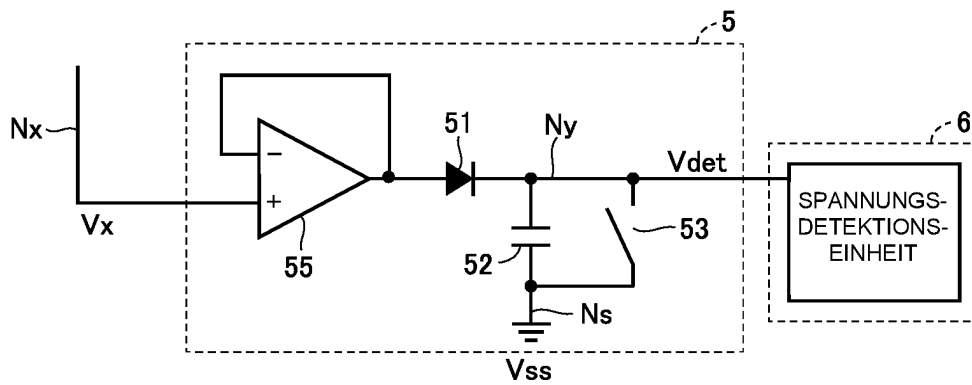 5
51
Nx
Ny
6
Vdet
−
SPANNUNGS-
DETEKTIONS-
EINHEIT
+
Vx
55
52
53
Ns
Vss